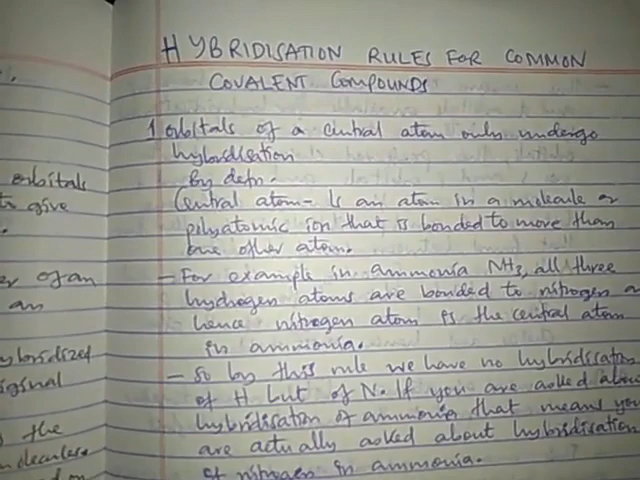 orbitals
to give
er of an
an
ybridized
iginal
the
HYBRIDISATION RULES FOR COMMON
COVALENT COMPOUNDS
1 orbitals of a central atom only undergo
hybridisation
By defn.
Central atom - Is an atom in a molecule or
polyatomic ion that is bonded to more than
one other atom.
- For example in ammonia NH3, all three
hydrogen atoms are bonded to nitrogen a
hence nitrogen atom is the central atom
in ammonia.
- So by this rule we have no hybridisation
of H but of N. If you are asked about
hybridisation of ammonia that means you
are actually asked about hybridisation
of nitrogen in ammonia.